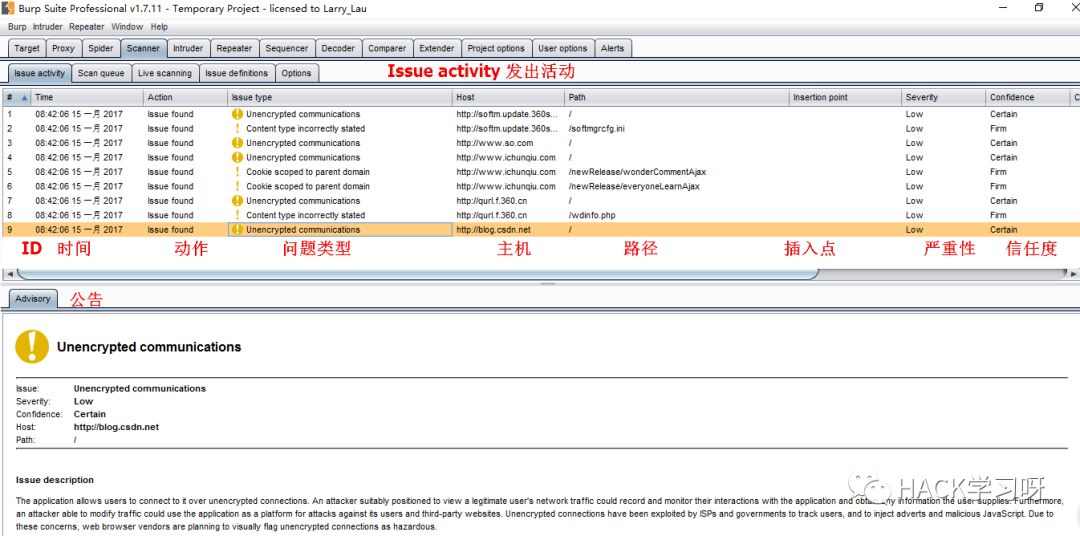 Burp Suite Professional v1.7.11 - Temporary Project - licensed to Larry_Lau
Burp Intruder Repeater Window Help
Target Proxy Spider Scanner Intruder Repeater Sequencer Decoder Comparer Extender Project options User options Alerts
Issue activity Scan queue Live scanning Issue definitions Options Issue activity 发出活动
# Time Action Issue type Host Path Insertion point Severity Confidence C
1 08:42:06 15 一月 2017 Issue found Unencrypted communications http://softm.update.360s... / Low Certain
2 08:42:06 15 一月 2017 Issue found Content type incorrectly stated http://softm.update.360s... /softmgrcfg.ini Low Firm
3 08:42:06 15 一月 2017 Issue found Unencrypted communications http://www.so.com / Low Certain
4 08:42:06 15 一月 2017 Issue found Unencrypted communications http://www.ichunqiu.com / Low Certain
5 08:42:06 15 一月 2017 Issue found Cookie scoped to parent domain http://www.ichunqiu.com /newRelease/wonderCommentAjax Low Firm
6 08:42:06 15 一月 2017 Issue found Cookie scoped to parent domain http://www.ichunqiu.com /newRelease/everyoneLearnAjax Low Firm
7 08:42:06 15 一月 2017 Issue found Unencrypted communications http://qurl.f.360.cn / Low Certain
8 08:42:06 15 一月 2017 Issue found Content type incorrectly stated http://qurl.f.360.cn /wdinfo.php Low Firm
9 08:42:06 15 一月 2017 Issue found Unencrypted communications http://blog.csdn.net / Low Certain
ID 时间 动作 问题类型 主机 路径 插入点 严重性 信任度
Advisory 公告
Unencrypted communications
Issue: Unencrypted communications
Severity: Low
Confidence: Certain
Host: http://blog.csdn.net
Path: /
Issue description
The application allows users to connect to it over unencrypted connections. An attacker suitably positioned to view a legitimate user's network traffic could record and monitor their interactions with the application and obtain any information the user supplies. Furthermore,
an attacker able to modify traffic could use the application as a platform for attacks against its users and third-party websites. Unencrypted connections have been exploited by ISPs and governments to track users, and to inject adverts and malicious JavaScript. Due to
these concerns, web browser vendors are planning to visually flag unencrypted connections as hazardous.
HACK学习呀